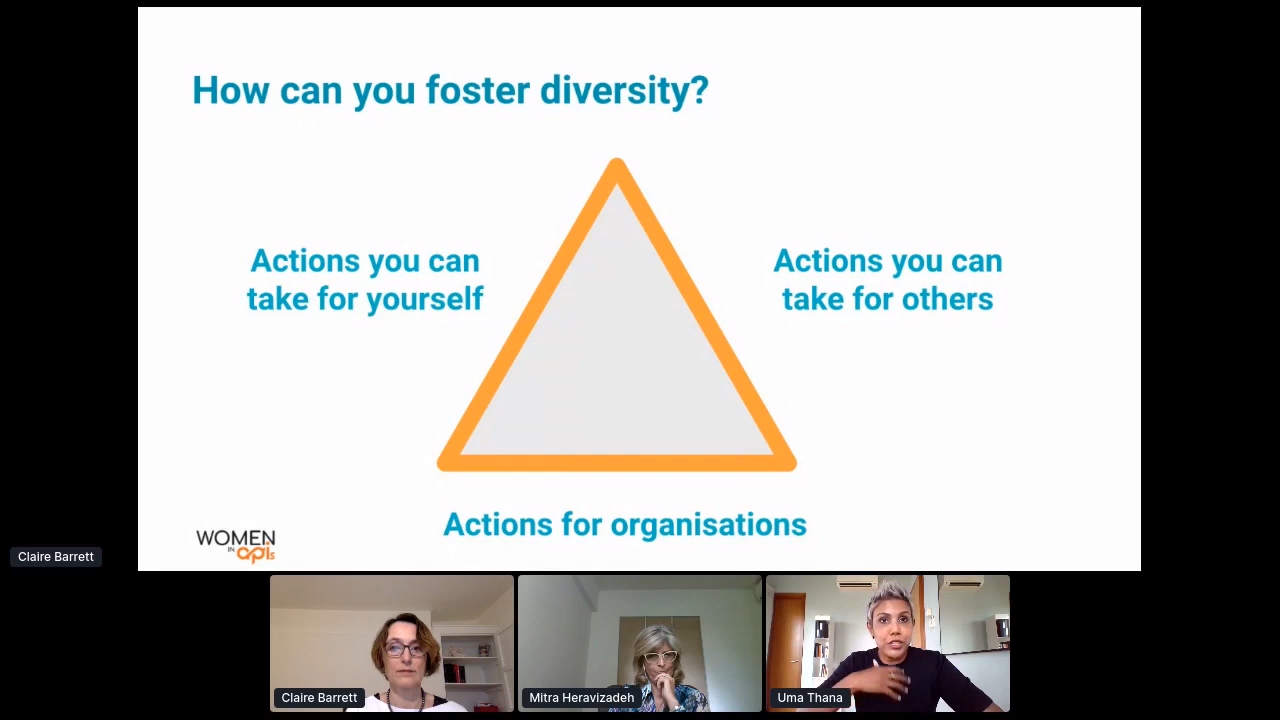 How can you foster diversity?
Actions you can
take for yourself
Actions you can
take for others
Actions for organisations
WOMEN
IN
apis
Claire Barrett
Claire Barrett
Mitra Heravizadeh
Uma Thana